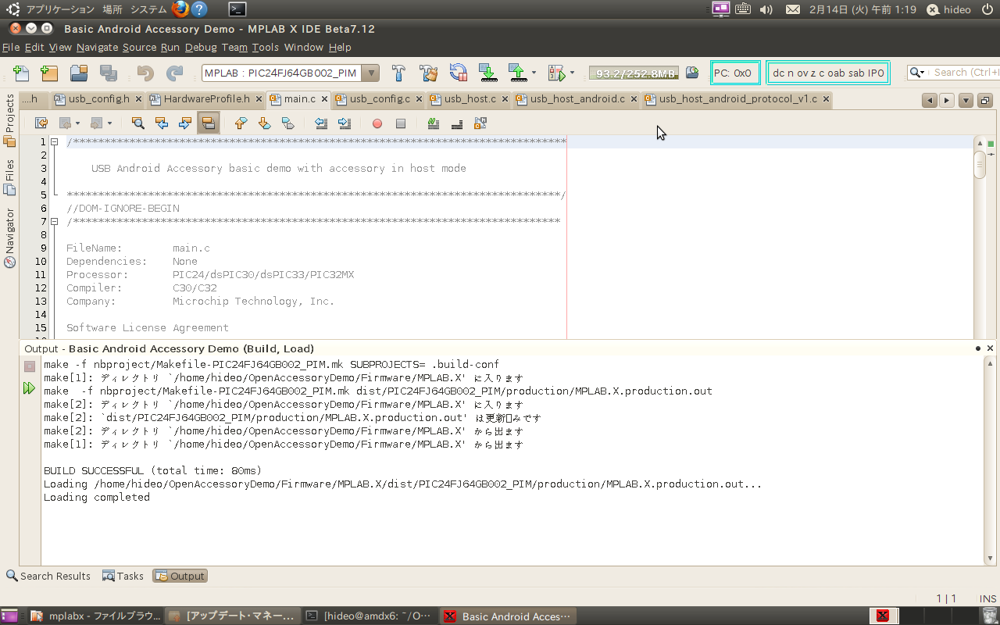 アプリケーション 場所 システム 2月14日 (火) 午前 1:19 hideo
Basic Android Accessory Demo - MPLAB X IDE Beta7.12
File Edit View Navigate Source Run Debug Team Tools Window Help
MPLAB : PIC24FJ64GB002_PIM 93.2/252.8MB PC: 0x0 dc n ov z c oab sab IP0 Search (Ctrl+I
....h usb_config.h HardwareProfile.h main.c usb_config.c usb_host.c usb_host_android.c usb_host_android_protocol_v1.c
Projects
Files
Navigator
1 /*******************************************************************************
2
3 USB Android Accessory basic demo with accessory in host mode
4
5 *******************************************************************************/
6 //DOM-IGNORE-BEGIN
7 /******************************************************************************
8
9 FileName: main.c
10 Dependencies: None
11 Processor: PIC24/dsPIC30/dsPIC33/PIC32MX
12 Compiler: C30/C32
13 Company: Microchip Technology, Inc.
14
15 Software License Agreement
Output - Basic Android Accessory Demo (Build, Load)
make -f nbproject/Makefile-PIC24FJ64GB002_PIM.mk SUBPROJECTS= .build-conf
make[1]: ディレクトリ `/home/hideo/OpenAccessoryDemo/Firmware/MPLAB.X' に入ります
make  -f nbproject/Makefile-PIC24FJ64GB002_PIM.mk dist/PIC24FJ64GB002_PIM/production/MPLAB.X.production.out
make[2]: ディレクトリ `/home/hideo/OpenAccessoryDemo/Firmware/MPLAB.X' に入ります
make[2]: `dist/PIC24FJ64GB002_PIM/production/MPLAB.X.production.out' は更新▯みです
make[2]: ディレクトリ `/home/hideo/OpenAccessoryDemo/Firmware/MPLAB.X' から出ます
make[1]: ディレクトリ `/home/hideo/OpenAccessoryDemo/Firmware/MPLAB.X' から出ます
BUILD SUCCESSFUL (total time: 80ms)
Loading /home/hideo/OpenAccessoryDemo/Firmware/MPLAB.X/dist/PIC24FJ64GB002_PIM/production/MPLAB.X.production.out...
Loading completed
Search Results Tasks Output
1 | 1 INS
mplabx - ファイルブラウ... [アップデート・マネー... [hideo@amdx6: ~/O... Basic Android Acces...